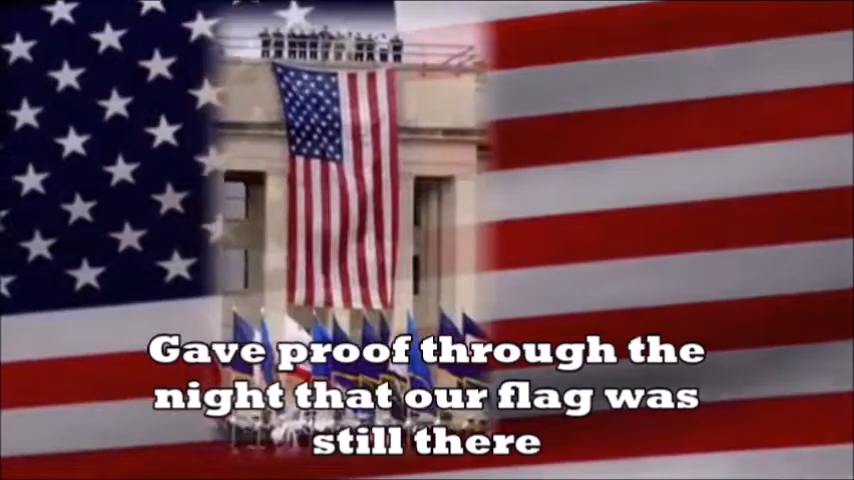 Gave proof through the
night that our flag was
still there